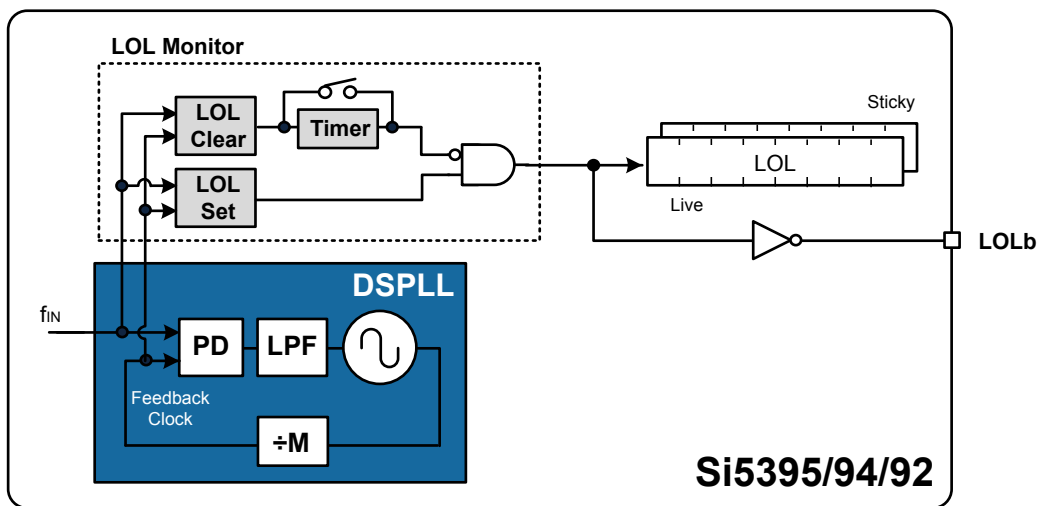 LOL Monitor
LOL
Clear
Timer
Sticky
LOL
Live
LOL
Set
LOLb
DSPLL
fIN
PD
LPF
Feedback
Clock
÷M
Si5395/94/92